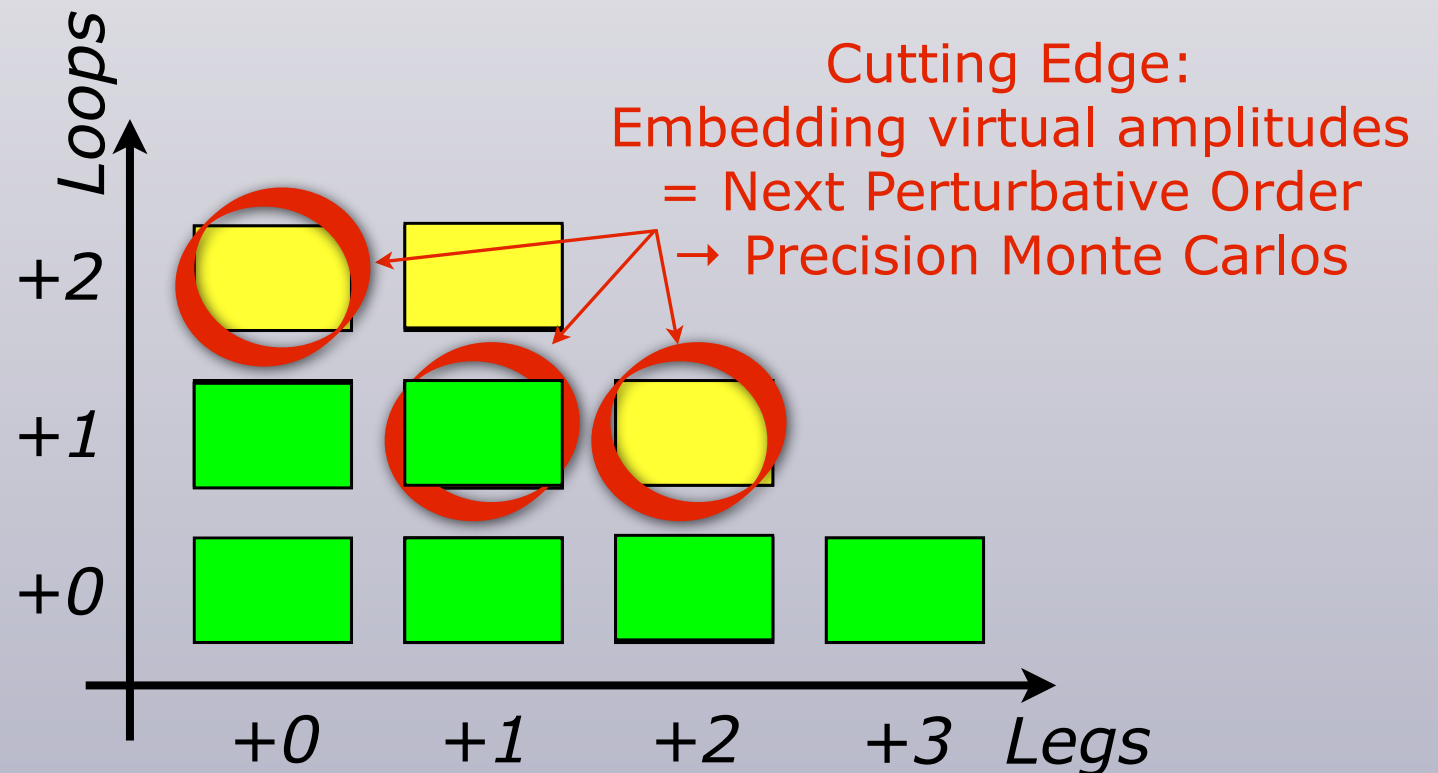 Loops
Cutting Edge:
Embedding virtual amplitudes
= Next Perturbative Order
→ Precision Monte Carlos
+2
+1
+0
+0 +1 +2 +3 Legs